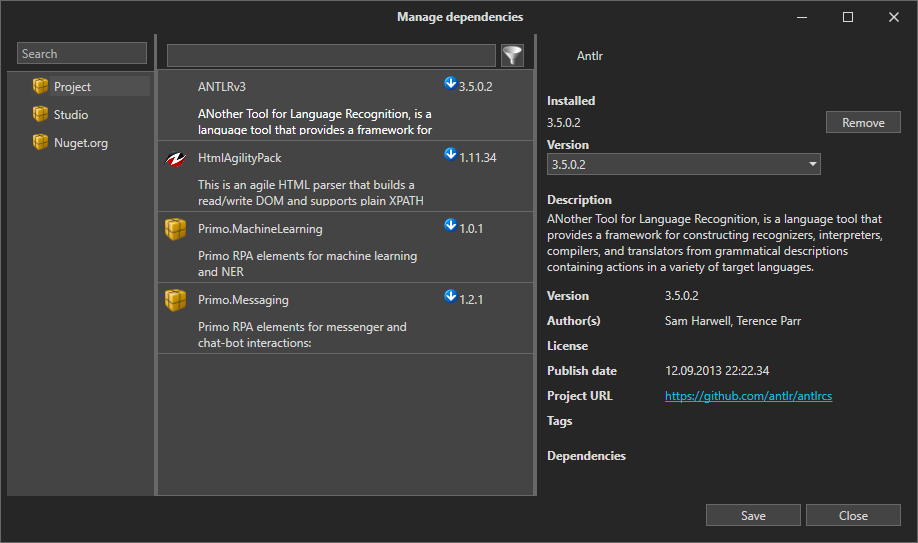 Manage dependencies
Search
Project
Studio
Nuget.org
ANTLRv3
3.5.0.2
ANother Tool for Language Recognition, is a
language tool that provides a framework for
HtmlAgilityPack
1.11.34
This is an agile HTML parser that builds a
read/write DOM and supports plain XPATH
Primo.MachineLearning
1.0.1
Primo RPA elements for machine learning
and NER
Primo.Messaging
1.2.1
Primo RPA elements for messenger and
chat-bot interactions:
Antlr
Installed
3.5.0.2
Remove
Version
3.5.0.2
Description
ANother Tool for Language Recognition, is a language tool that
provides a framework for constructing recognizers, interpreters,
compilers, and translators from grammatical descriptions
containing actions in a variety of target languages.
Version 3.5.0.2
Author(s) Sam Harwell, Terence Parr
License
Publish date 12.09.2013 22:22.34
Project URL https://github.com/antlr/antlrcs
Tags
Dependencies
Save
Close